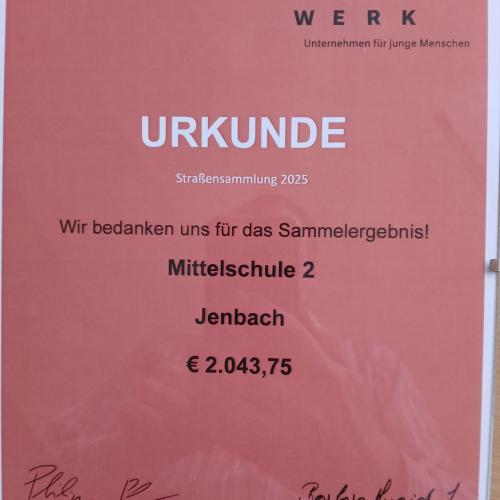 WERK
Unternehmen für junge Menschen
URKUNDE
Straßensammlung 2025
Wir bedanken uns für das Sammelergebnis!
Mittelschule 2
Jenbach
€ 2.043,75